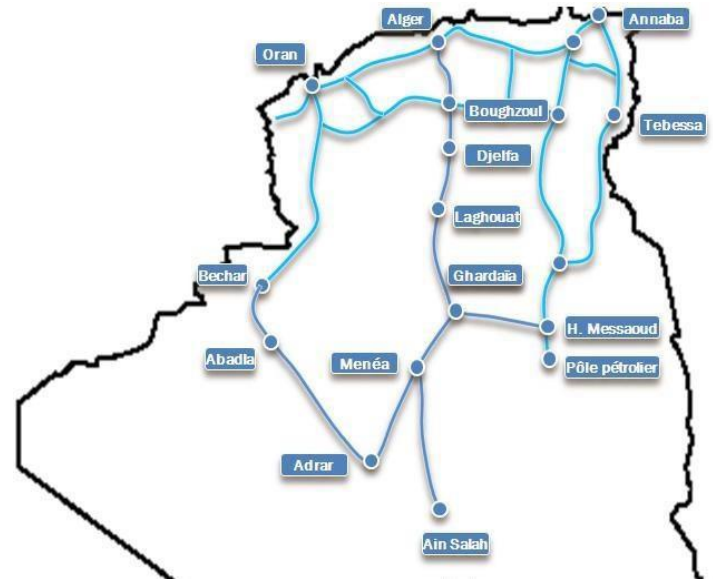 Alger
Annaba
Oran
Boughzoul
Tebessa
Djelfa
Laghouat
Bechar
Ghardaïa
H. Messaoud
Abadla
Menéa
Pôle pétrolier
Adrar
Ain Salah